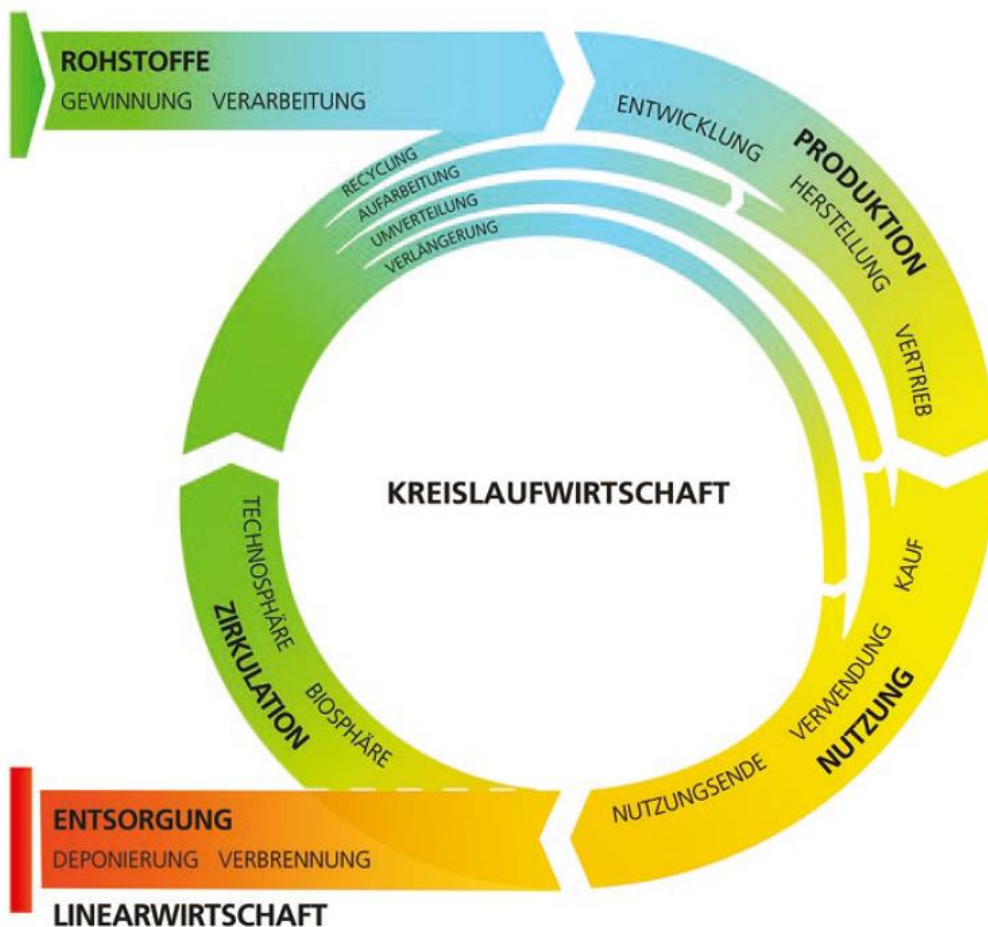 ROHSTOFFE
GEWINNUNG VERARBEITUNG
ENTWICKLUNG
PRODUKTION
HERSTELLUNG
VERTRIEB
RECYCLING
AUFARBEITUNG
UMVERTEILUNG
VERLÄNGERUNG
KREISLAUFWIRTSCHAFT
KAUF
VERWENDUNG
NUTZUNG
NUTZUNGSENDE
TECHNOSPHÄRE
ZIRKULATION
BIOSPHÄRE
ENTSORGUNG
DEPONIERUNG VERBRENNUNG
LINEARWIRTSCHAFT